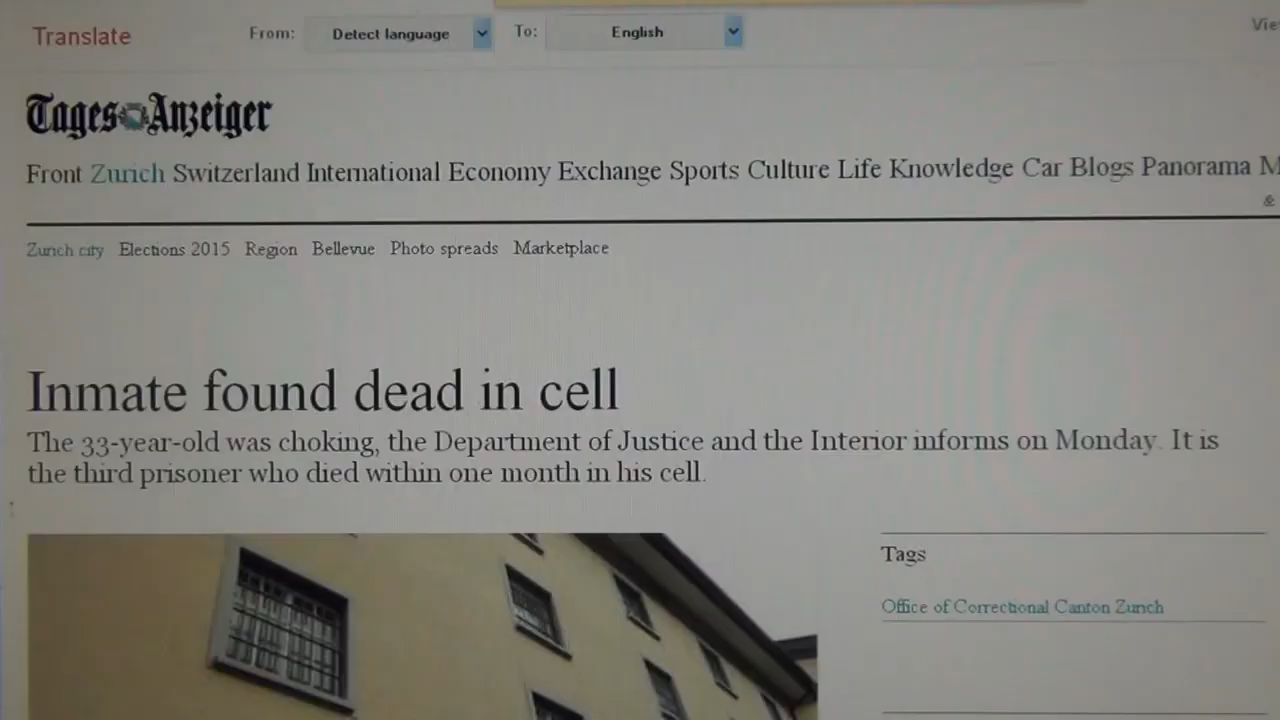 Translate From: Detect language To: English
Tages Anzeiger
Front Zurich Switzerland International Economy Exchange Sports Culture Life Knowledge Car Blogs Panorama M
&
Zurich city Elections 2015 Region Bellevue Photo spreads Marketplace
Inmate found dead in cell
The 33-year-old was choking, the Department of Justice and the Interior informs on Monday. It is
the third prisoner who died within one month in his cell.
Tags
Office of Correctional Canton Zurich